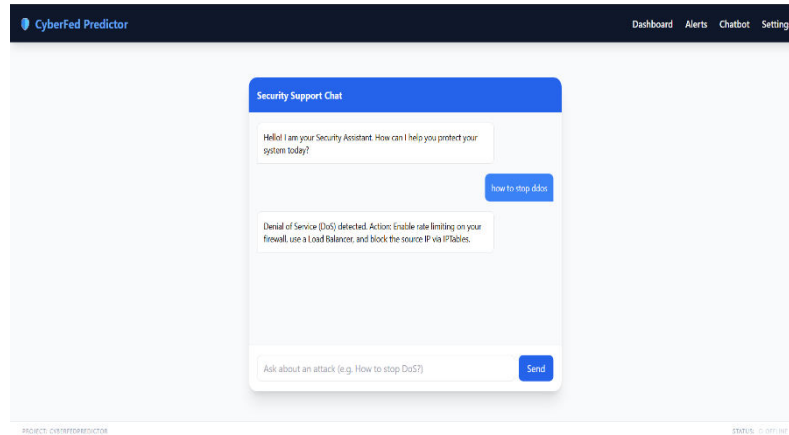 CyberFed Predictor
Dashboard Alerts Chatbot Setting
Security Support Chat
Hello! I am your Security Assistant. How can I help you protect your
system today?
how to stop ddos
Denial of Service (DoS) detected. Action: Enable rate limiting on your
firewall, use a Load Balancer, and block the source IP via IPTables.
Ask about an attack (e.g. How to stop DoS?)
Send
PROJECT: CYBERFEDPREDICTOR
STATUS: OFFLINE